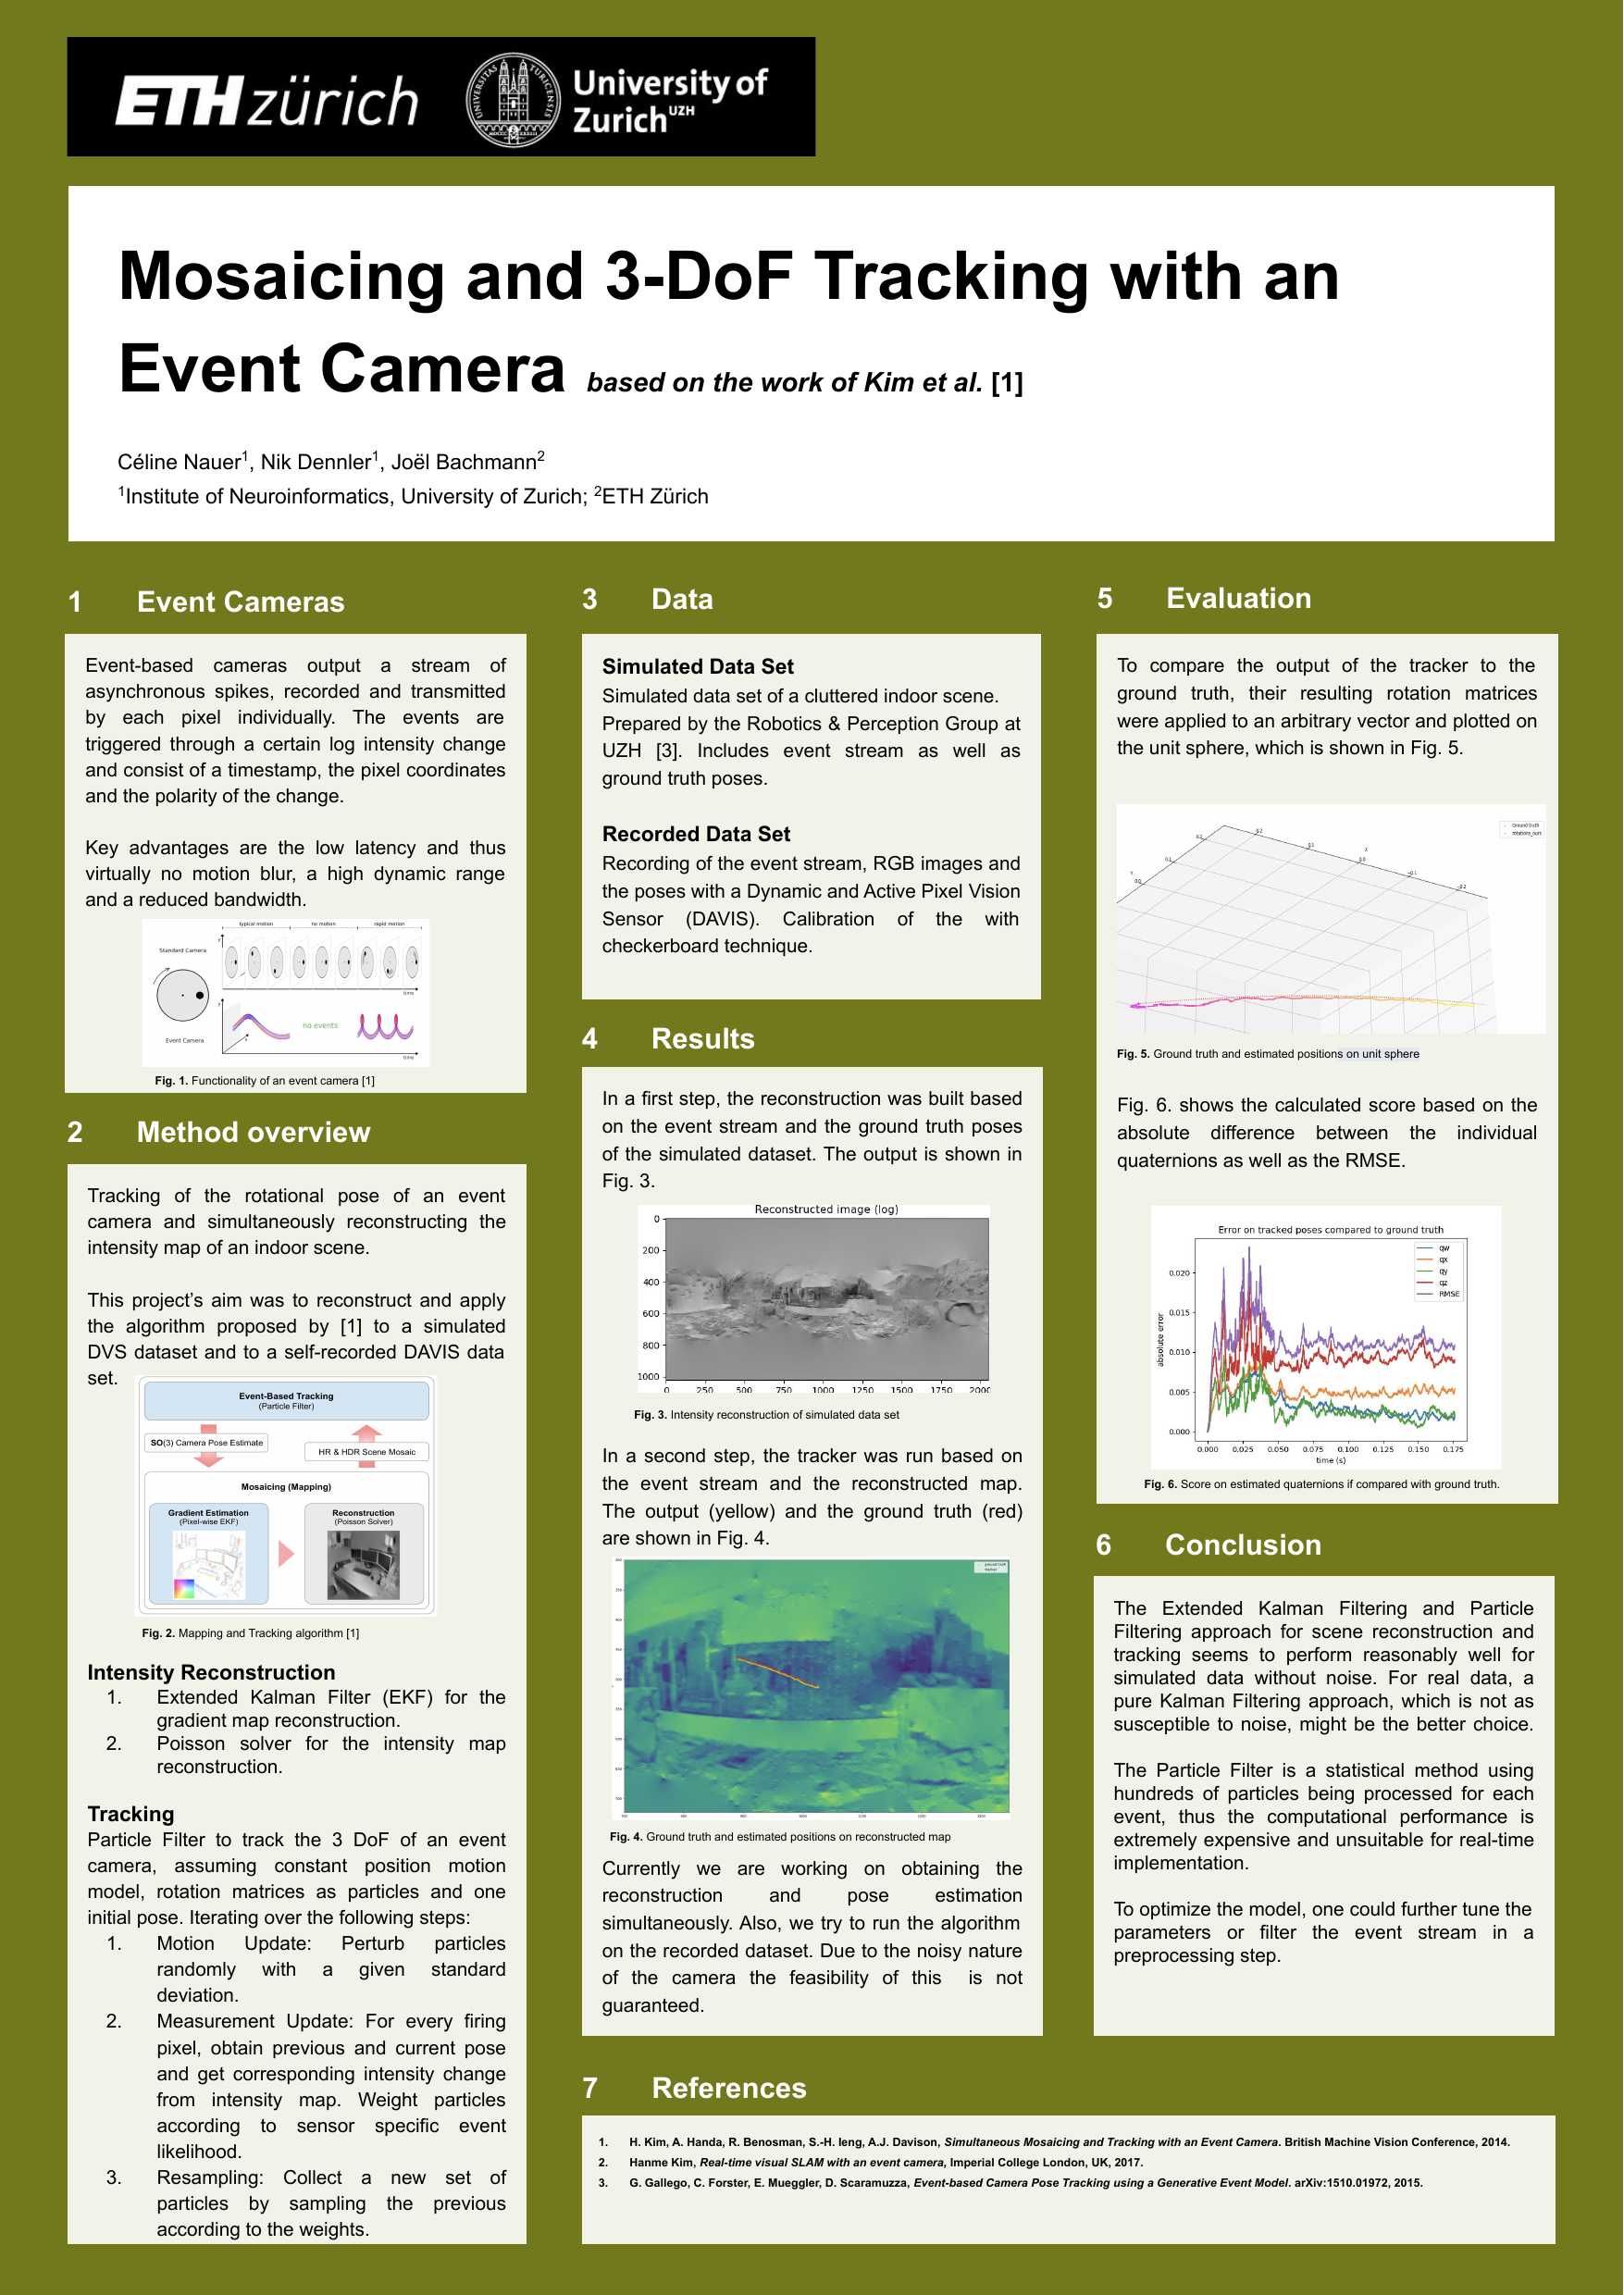 ETH zürich
University of
Zurich UZH
Mosaicing and 3-DoF Tracking with an
Event Camera based on the work of Kim et al. [1]
Céline Nauer1, Nik Dennler1, Joël Bachmann2
1Institute of Neuroinformatics, University of Zurich; 2ETH Zürich
1 Event Cameras
Event-based cameras output a stream of
asynchronous spikes, recorded and transmitted
by each pixel individually. The events are
triggered through a certain log intensity change
and consist of a timestamp, the pixel coordinates
and the polarity of the change.
Key advantages are the low latency and thus
virtually no motion blur, a high dynamic range
and a reduced bandwidth.
typical motion no motion rapid motion
Standard Camera
time
no events
Event Camera
time
Fig. 1. Functionality of an event camera [1]
2 Method overview
Tracking of the rotational pose of an event
camera and simultaneously reconstructing the
intensity map of an indoor scene.
This project's aim was to reconstruct and apply
the algorithm proposed by [1] to a simulated
DVS dataset and to a self-recorded DAVIS data
set.
Event-Based Tracking
(Particle Filter)
SO(3) Camera Pose Estimate
HR & HDR Scene Mosaic
Mosaicing (Mapping)
Gradient Estimation
(Pixel-wise EKF)
Reconstruction
(Poisson Solver)
Fig. 2. Mapping and Tracking algorithm [1]
Intensity Reconstruction
1. Extended Kalman Filter (EKF) for the
gradient map reconstruction.
2. Poisson solver for the intensity map
reconstruction.
Tracking
Particle Filter to track the 3 DoF of an event
camera, assuming constant position motion
model, rotation matrices as particles and one
initial pose. Iterating over the following steps:
1. Motion Update: Perturb particles
randomly with a given standard
deviation.
2. Measurement Update: For every firing
pixel, obtain previous and current pose
and get corresponding intensity change
from intensity map. Weight particles
according to sensor specific event
likelihood.
3. Resampling: Collect a new set of
particles by sampling the previous
according to the weights.
3 Data
Simulated Data Set
Simulated data set of a cluttered indoor scene.
Prepared by the Robotics & Perception Group at
UZH [3]. Includes event stream as well as
ground truth poses.
Recorded Data Set
Recording of the event stream, RGB images and
the poses with a Dynamic and Active Pixel Vision
Sensor (DAVIS). Calibration of the with
checkerboard technique.
4 Results
In a first step, the reconstruction was built based
on the event stream and the ground truth poses
of the simulated dataset. The output is shown in
Fig. 3.
Reconstructed image (log)
0
200
400
600
800
1000
0 250 500 750 1000 1250 1500 1750 2000
Fig. 3. Intensity reconstruction of simulated data set
In a second step, the tracker was run based on
the event stream and the reconstructed map.
The output (yellow) and the ground truth (red)
are shown in Fig. 4.
Fig. 4. Ground truth and estimated positions on reconstructed map
Currently we are working on obtaining the
reconstruction and pose estimation
simultaneously. Also, we try to run the algorithm
on the recorded dataset. Due to the noisy nature
of the camera the feasibility of this is not
guaranteed.
5 Evaluation
To compare the output of the tracker to the
ground truth, their resulting rotation matrices
were applied to an arbitrary vector and plotted on
the unit sphere, which is shown in Fig. 5.
Ground truth
rotations_ours
Fig. 5. Ground truth and estimated positions on unit sphere
Fig. 6. shows the calculated score based on the
absolute difference between the individual
quaternions as well as the RMSE.
Error on tracked poses compared to ground truth
qw
qx
qy
qz
RMSE
absolute error
0.020
0.015
0.010
0.005
0.000
0.000 0.025 0.050 0.075 0.100 0.125 0.150 0.175
time (s)
Fig. 6. Score on estimated quaternions if compared with ground truth.
6 Conclusion
The Extended Kalman Filtering and Particle
Filtering approach for scene reconstruction and
tracking seems to perform reasonably well for
simulated data without noise. For real data, a
pure Kalman Filtering approach, which is not as
susceptible to noise, might be the better choice.
The Particle Filter is a statistical method using
hundreds of particles being processed for each
event, thus the computational performance is
extremely expensive and unsuitable for real-time
implementation.
To optimize the model, one could further tune the
parameters or filter the event stream in a
preprocessing step.
7 References
1. H. Kim, A. Handa, R. Benosman, S.-H. Ieng, A.J. Davison, Simultaneous Mosaicing and Tracking with an Event Camera. British Machine Vision Conference, 2014.
2. Hanme Kim, Real-time visual SLAM with an event camera, Imperial College London, UK, 2017.
3. G. Gallego, C. Forster, E. Mueggler, D. Scaramuzza, Event-based Camera Pose Tracking using a Generative Event Model. arXiv:1510.01972, 2015.